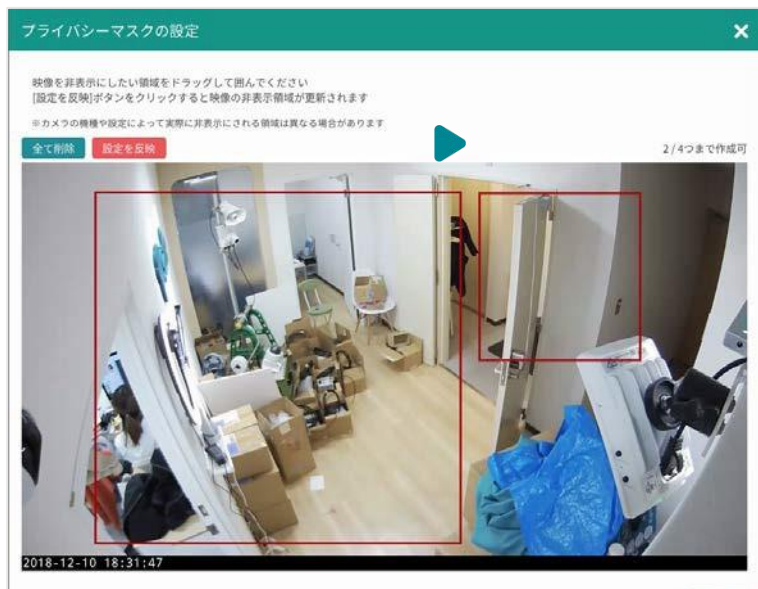 プライバシーマスクの設定
映像を非表示にしたい領域をドラッグして囲んでください
[設定を反映]ボタンをクリックすると映像の非表示領域が更新されます
※カメラの機種や設定によって実際に非表示にされる領域は異なる場合があります
全て削除 設定を反映 2 / 4つまで作成可
2018-12-10 18:31:47